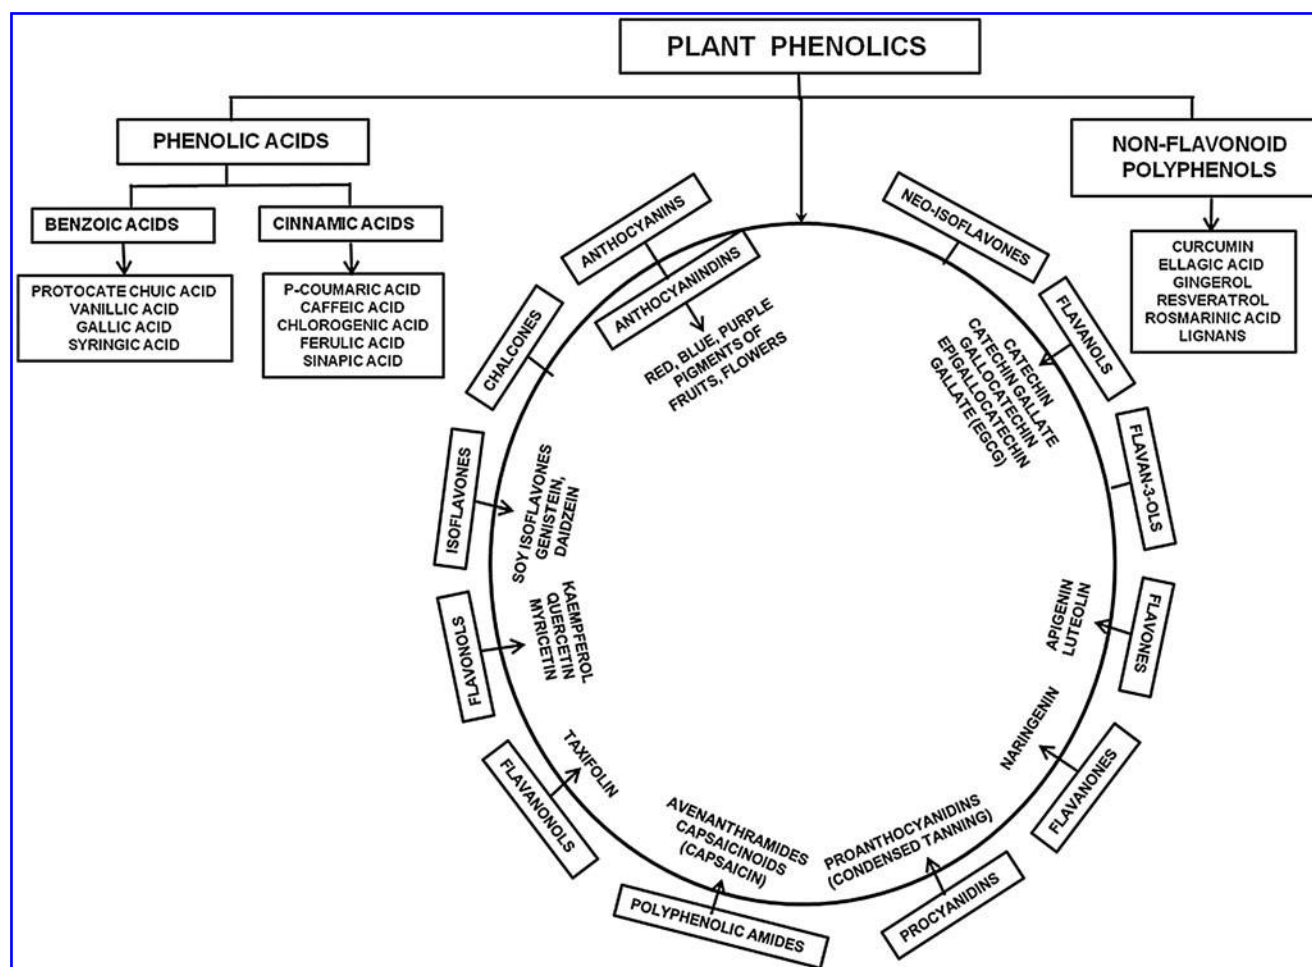 PLANT PHENOLICS
PHENOLIC ACIDS
NON-FLAVONOID
POLYPHENOLS
BENZOIC ACIDS
CINNAMIC ACIDS
PROTOCATE CHUIC ACID
VANILLIC ACID
GALLIC ACID
SYRINGIC ACID
P-COUMARIC ACID
CAFFEIC ACID
CHLOROGENIC ACID
FERULIC ACID
SINAPIC ACID
CURCUMIN
ELLAGIC ACID
GINGEROL
RESVERATROL
ROSMARINIC ACID
LIGNANS
ANTHOCYANINS
ANTHOCYANINDINS
RED, BLUE, PURPLE
PIGMENTS OF
FRUITS, FLOWERS
NEO-ISOFLAVONES
FLAVANOLS
CATECHIN
CATECHIN GALLATE
GALLOCATECHIN
EPIGALLOCATECHIN
GALLATE (EGCG)
FLAVAN-3-OLS
FLAVONES
APIGENIN
LUTEOLIN
FLAVANONES
NARINGENIN
PROCYANIDINS
PROANTHOCYANIDINS
(CONDENSED TANNING)
POLYPHENOLIC AMIDES
AVENANTHRAMIDES
CAPSAICINOIDS
(CAPSAICIN)
FLAVANONOLS
TAXIFOLIN
FLAVONOLS
KAEMPFEROL
QUERCETIN
MYRICETIN
ISOFLAVONES
SOY ISOFLAVONES
GENISTEIN,
DAIDZEIN
CHALCONES